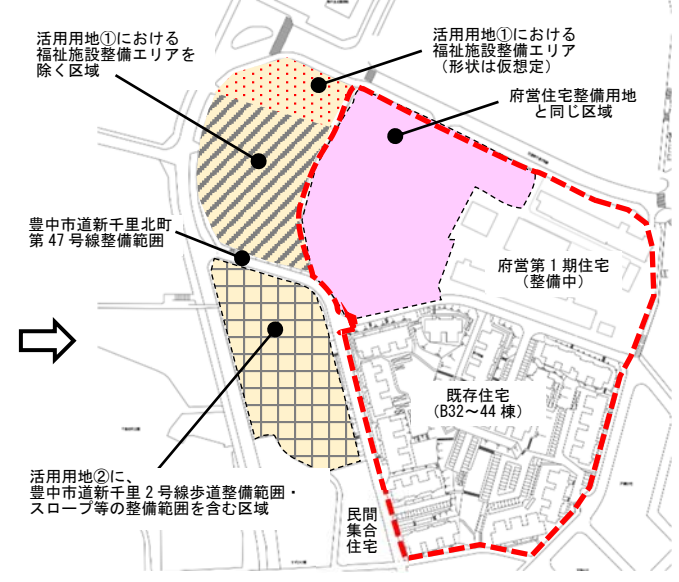 活用用地①における
福祉施設整備エリアを
除く区域
活用用地①における
福祉施設整備エリア
（形状は仮想定）
府営住宅整備用地
と同じ区域
豊中市道新千里北町
第 47 号線整備範囲
府営第１期住宅
（整備中）
既存住宅
（B32～44 棟）
活用用地②に、
豊中市道新千里２号線歩道整備範囲・
スロープ等の整備範囲を含む区域
民間
集合
住宅